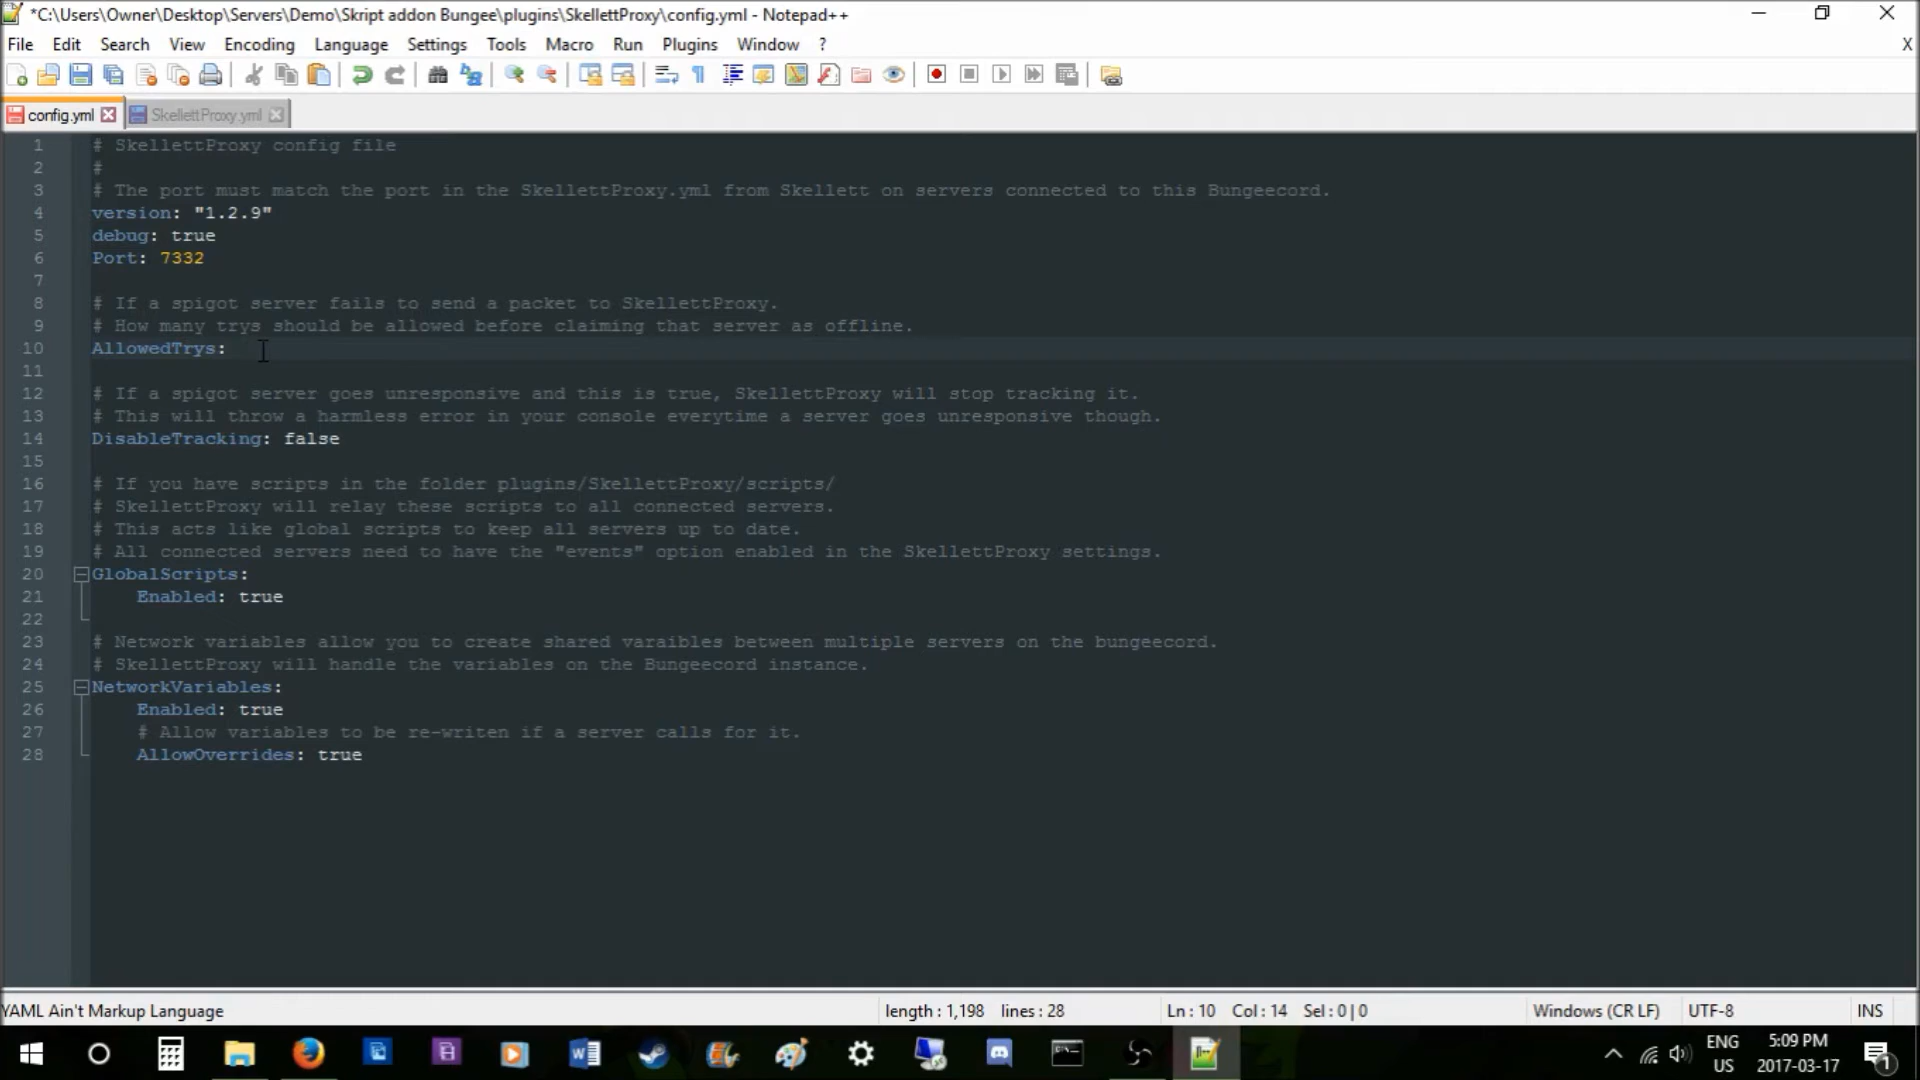 *C:\Users\Owner\Desktop\Servers\Demo\Skript addon Bungee\plugins\SkellettProxy\config.yml - Notepad++
File Edit Search View Encoding Language Settings Tools Macro Run Plugins Window ? X
config.yml SkellettProxy.yml
1 # SkellettProxy config file
2 #
3 # The port must match the port in the SkellettProxy.yml from Skellett on servers connected to this Bungeecord.
4 version: "1.2.9"
5 debug: true
6 Port: 7332
7
8 # If a spigot server fails to send a packet to SkellettProxy.
9 # How many trys should be allowed before claiming that server as offline.
10 AllowedTrys:
11
12 # If a spigot server goes unresponsive and this is true, SkellettProxy will stop tracking it.
13 # This will throw a harmless error in your console everytime a server goes unresponsive though.
14 DisableTracking: false
15
16 # If you have scripts in the folder plugins/SkellettProxy/scripts/
17 # SkellettProxy will relay these scripts to all connected servers.
18 # This acts like global scripts to keep all servers up to date.
19 # All connected servers need to have the "events" option enabled in the SkellettProxy settings.
20 GlobalScripts:
21 Enabled: true
22
23 # Network variables allow you to create shared varaibles between multiple servers on the bungeecord.
24 # SkellettProxy will handle the variables on the Bungeecord instance.
25 NetworkVariables:
26 Enabled: true
27 # Allow variables to be re-writen if a server calls for it.
28 AllowOverrides: true
YAML Ain't Markup Language length : 1,198 lines : 28 Ln : 10 Col : 14 Sel : 0 | 0 Windows (CR LF) UTF-8 INS
ENG 5:09 PM
US 2017-03-17 1